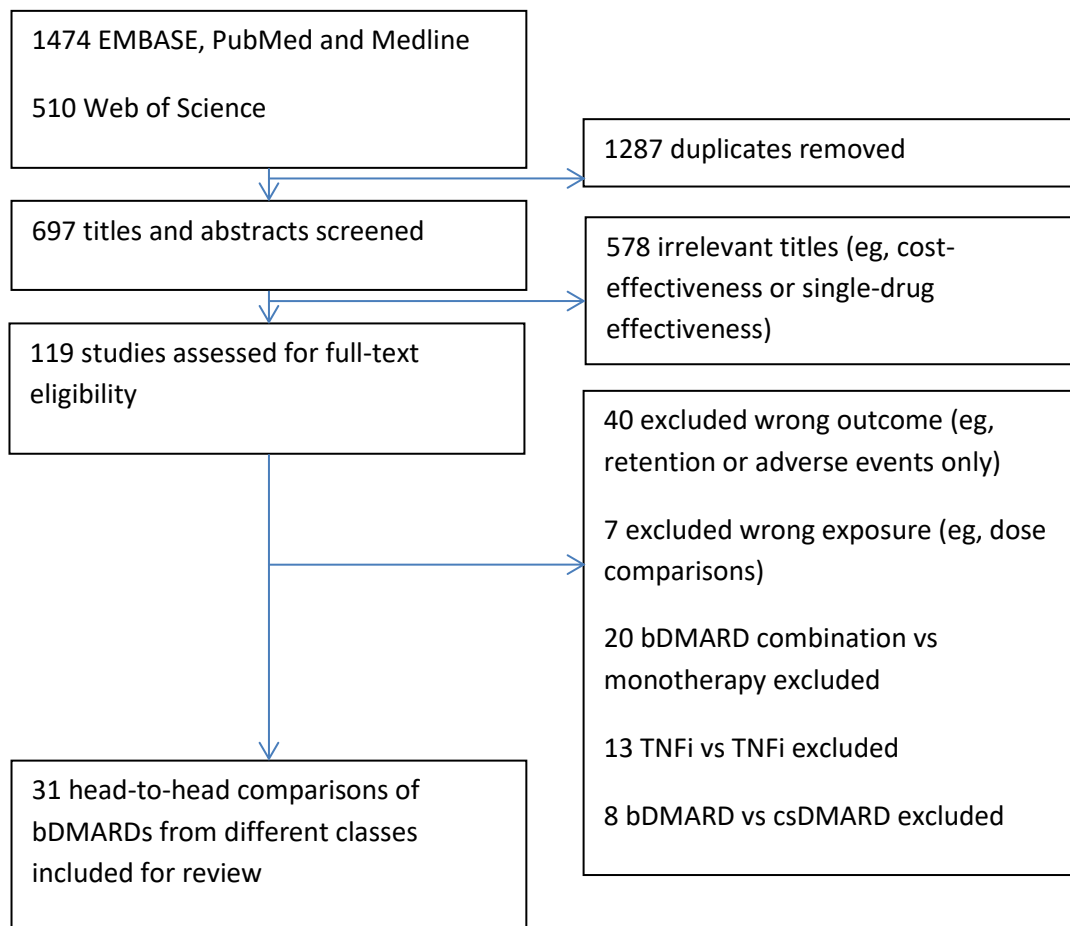 1474 EMBASE, PubMed and Medline
510 Web of Science
1287 duplicates removed
697 titles and abstracts screened
578 irrelevant titles (eg, cost-
effectiveness or single-drug
effectiveness)
119 studies assessed for full-text
eligibility
40 excluded wrong outcome (eg,
retention or adverse events only)
7 excluded wrong exposure (eg, dose
comparisons)
20 bDMARD combination vs
monotherapy excluded
13 TNFi vs TNFi excluded
8 bDMARD vs csDMARD excluded
31 head-to-head comparisons of
bDMARDs from different classes
included for review